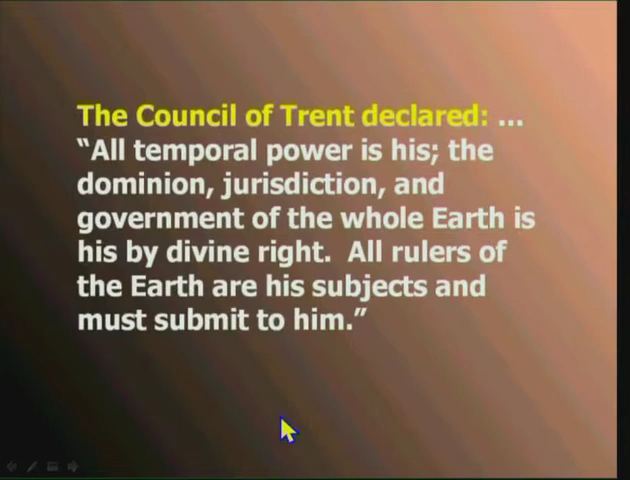 The Council of Trent declared: ...
“All temporal power is his; the
dominion, jurisdiction, and
government of the whole Earth is
his by divine right.  All rulers of
the Earth are his subjects and
must submit to him.”